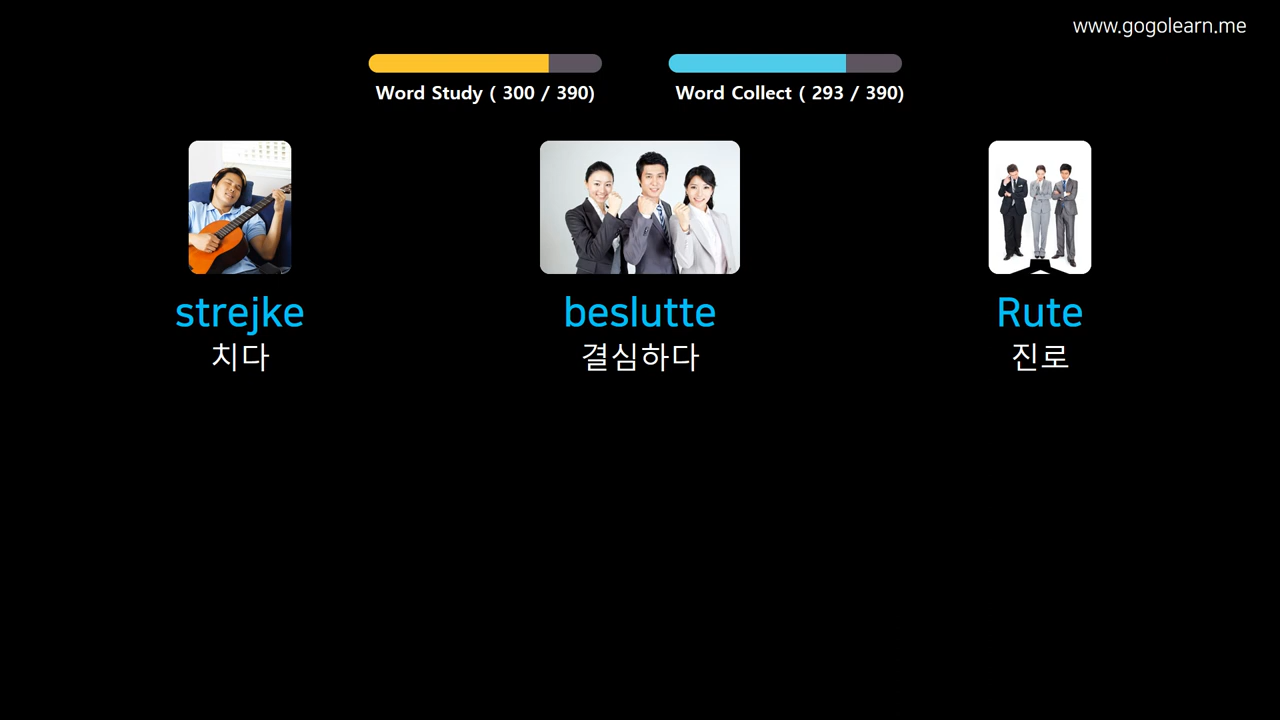 www.gogolearn.me
Word Study ( 300 / 390)
Word Collect ( 293 / 390)
strejke
beslutte
Rute
치다
결심하다
진로